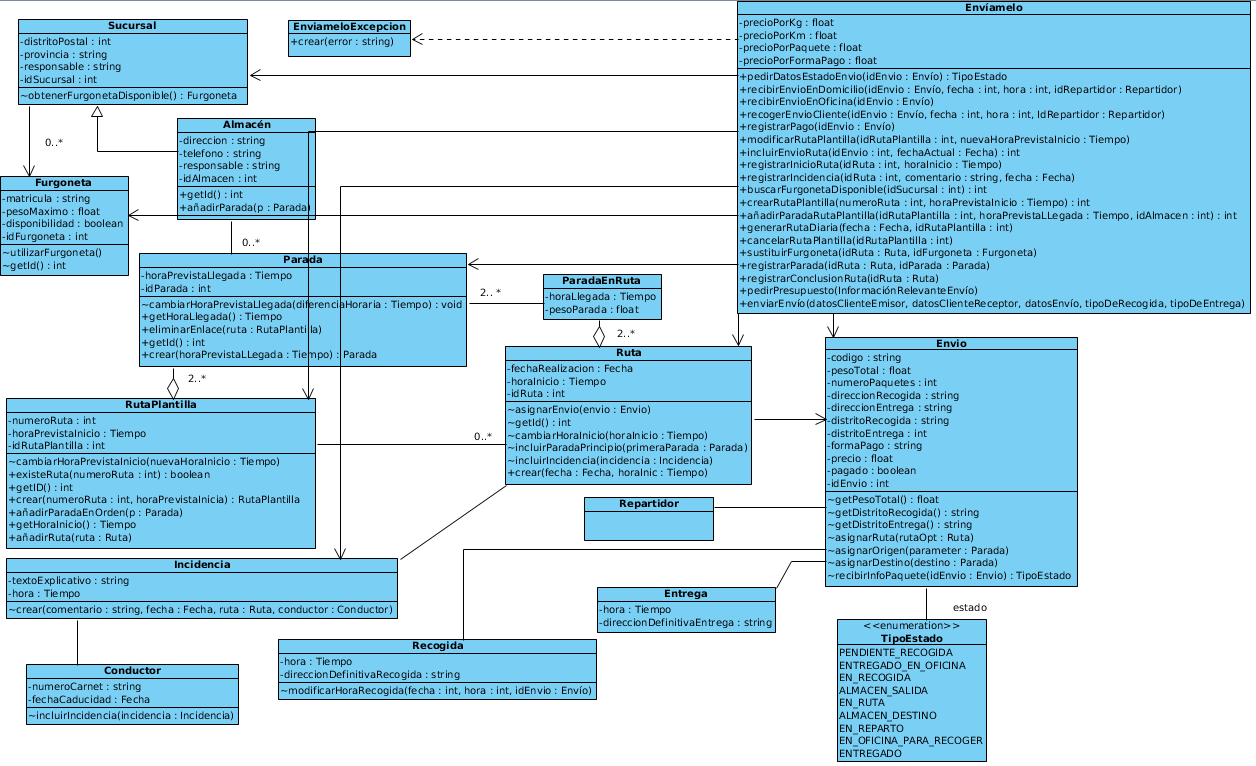 Sucursal
-distritoPostal : int
-provincia : string
-responsable : string
-idSucursal : int
~obtenerFurgonetaDisponible() : Furgoneta
EnviameloExcepcion
+crear(error : string)
Envíamelo
-precioPorKg : float
-precioPorKm : float
-precioPorPaquete : float
-precioPorFormaPago : float
+pedirDatosEstadoEnvio(idEnvio : Envío) : TipoEstado
+recibirEnvioEnDomicilio(idEnvio : Envío, fecha : int, hora : int, idRepartidor : Repartidor)
+recibirEnvioEnOficina(idEnvio : Envío)
+recogerEnvioCliente(idEnvio : Envío, fecha : int, hora : int, IdRepartidor : Repartidor)
+registrarPago(idEnvio : Envío)
+modificarRutaPlantilla(idRutaPlantilla : int, nuevaHoraPrevistaInicio : Tiempo)
+incluirEnvioRuta(idEnvio : int, fechaActual : Fecha) : int
+registrarInicioRuta(idRuta : int, horaInicio : Tiempo)
+registrarIncidencia(idRuta : int, comentario : string, fecha : Fecha)
+buscarFurgonetaDisponible(idSucursal : int) : int
+crearRutaPlantilla(numeroRuta : int, horaPrevistaInicio : Tiempo) : int
+añadirParadaRutaPlantilla(idRutaPlantilla : int, horaPrevistaLLegada : Tiempo, idAlmacen : int) : int
+generarRutaDiaria(fecha : Fecha, idRutaPlantilla : int)
+cancelarRutaPlantilla(idRutaPlantilla : int)
+sustituirFurgoneta(idRuta : Ruta, idFurgoneta : Furgoneta)
+registrarParada(idRuta : Ruta, idParada : Parada)
+registrarConclusionRuta(idRuta : Ruta)
+pedirPresupuesto(InformaciónRelevanteEnvío)
+enviarEnvío(datosClienteEmisor, datosClienteReceptor, datosEnvío, tipoDeRecogida, tipoDeEntrega)
0..*
Almacén
-direccion : string
-telefono : string
-responsable : string
-idAlmacen : int
+getId() : int
+añadirParada(p : Parada)
Furgoneta
-matricula : string
-pesoMaximo : float
-disponibilidad : boolean
-idFurgoneta : int
~utilizarFurgoneta()
~getId() : int
0..*
Parada
-horaPrevistaLlegada : Tiempo
-idParada : int
~cambiarHoraPrevistaLlegada(diferenciaHoraria : Tiempo) : void
+getHoraLlegada() : Tiempo
+eliminarEnlace(ruta : RutaPlantilla)
+getId() : int
+crear(horaPrevistaLLegada : Tiempo) : Parada
2.. *
ParadaEnRuta
-horaLlegada : Tiempo
-pesoParada : float
2..*
2..*
Ruta
-fechaRealizacion : Fecha
-horaInicio : Tiempo
-idRuta : int
~asignarEnvio(envio : Envio)
~getId() : int
~cambiarHoraInicio(horaInicio : Tiempo)
~incluirParadaPrincipio(primeraParada : Parada)
~incluirIncidencia(incidencia : Incidencia)
+crear(fecha : Fecha, horaInic : Tiempo)
Envio
-codigo : string
-pesoTotal : float
-numeroPaquetes : int
-direccionRecogida : string
-direccionEntrega : string
-distritoRecogida : string
-distritoEntrega : int
-formaPago : string
-precio : float
-pagado : boolean
-idEnvio : int
~getPesoTotal() : float
~getDistritoRecogida() : string
~getDistritoEntrega() : string
~asignarRuta(rutaOpt : Ruta)
~asignarOrigen(parameter : Parada)
~asignarDestino(destino : Parada)
~recibirInfoPaquete(idEnvio : Envio) : TipoEstado
RutaPlantilla
-numeroRuta : int
-horaPrevistaInicio : Tiempo
-idRutaPlantilla : int
~cambiarHoraPrevistaInicio(nuevaHoraInicio : Tiempo)
+existeRuta(numeroRuta : int) : boolean
+getID() : int
+crear(numeroRuta : int, horaPrevistaInicia) : RutaPlantilla
+añadirParadaEnOrden(p : Parada)
+getHoraInicio() : Tiempo
+añadirRuta(ruta : Ruta)
0..*
Repartidor
Incidencia
-textoExplicativo : string
-hora : Tiempo
~crear(comentario : string, fecha : Fecha, ruta : Ruta, conductor : Conductor)
Entrega
-hora : Tiempo
-direccionDefinitivaEntrega : string
estado
<<enumeration>>
TipoEstado
PENDIENTE_RECOGIDA
ENTREGADO_EN_OFICINA
EN_RECOGIDA
ALMACEN_SALIDA
EN_RUTA
ALMACEN_DESTINO
EN_REPARTO
EN_OFICINA_PARA_RECOGER
ENTREGADO
Recogida
-hora : Tiempo
-direccionDefinitivaRecogida : string
~modificarHoraRecogida(fecha : int, hora : int, idEnvio : Envío)
Conductor
-numeroCarnet : string
-fechaCaducidad : Fecha
~incluirIncidencia(incidencia : Incidencia)